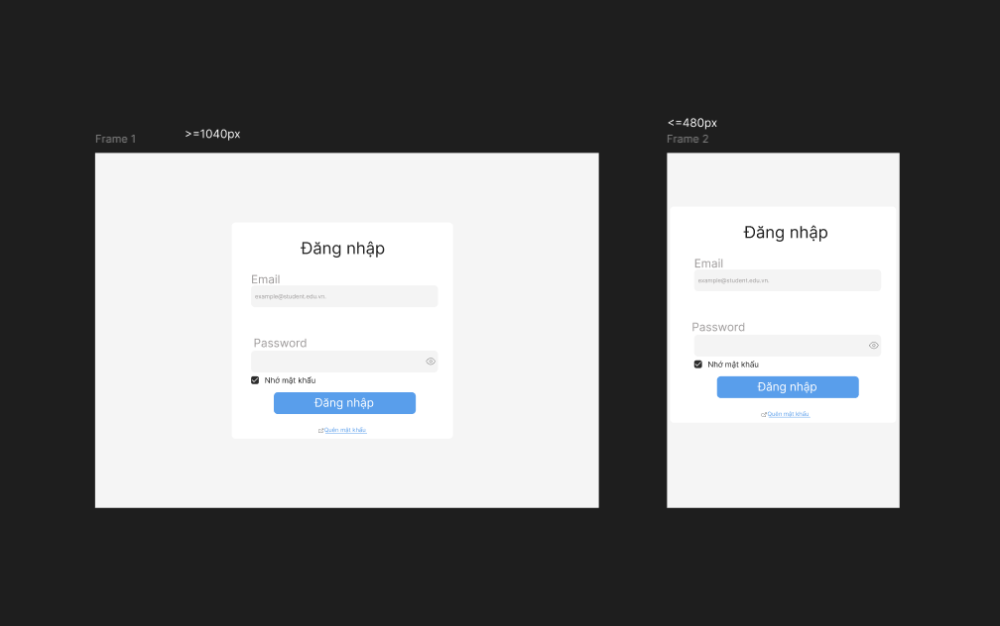 Frame 1
>=1040px
Đăng nhập
Email
example@student.edu.vn.
Password
Nhớ mật khẩu
Đăng nhập
Quên mật khẩu
<=480px
Frame 2
Đăng nhập
Email
example@student.edu.vn.
Password
Nhớ mật khẩu
Đăng nhập
Quên mật khẩu